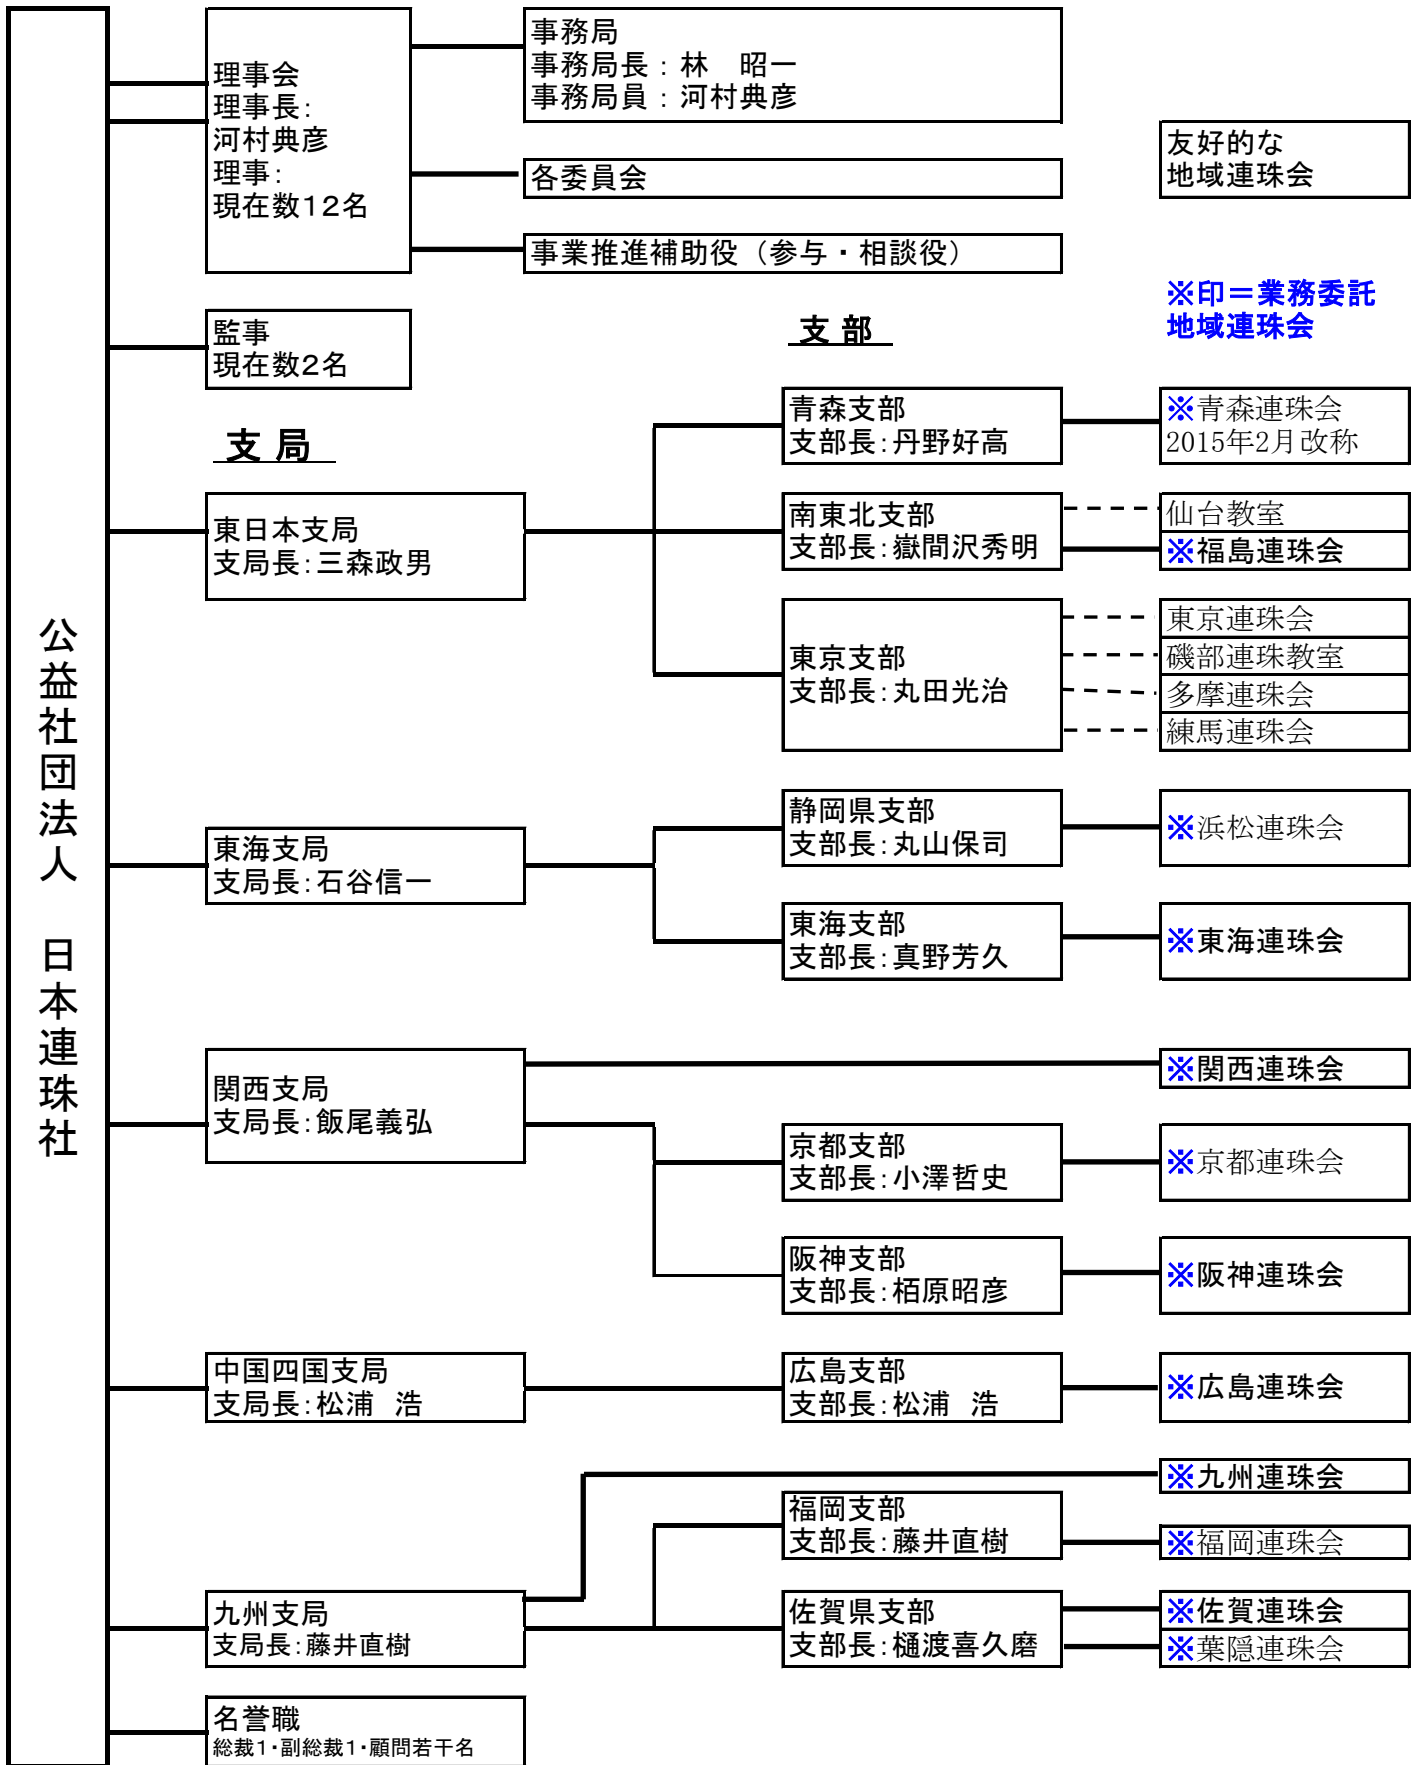 公益社団法人　日本連珠社
理事会
理事長：
河村典彦
理事：
現在数12名
事務局
事務局長：林　昭一
事務局員：河村典彦
各委員会
事業推進補助役（参与・相談役）
友好的な
地域連珠会
※印＝業務委託
地域連珠会
監事
現在数2名
支局
支部
東日本支局
支局長：三森政男
青森支部
支部長：丹野好高
※青森連珠会
2015年2月改称
南東北支部
支部長：嶽間沢秀明
仙台教室
※福島連珠会
東京支部
支部長：丸田光治
東京連珠会
磯部連珠教室
多摩連珠会
練馬連珠会
東海支局
支局長：石谷信一
静岡県支部
支部長：丸山保司
※浜松連珠会
東海支部
支部長：真野芳久
※東海連珠会
関西支局
支局長：飯尾義弘
※関西連珠会
京都支部
支部長：小澤哲史
※京都連珠会
阪神支部
支部長：栢原昭彦
※阪神連珠会
中国四国支局
支局長：松浦　浩
広島支部
支部長：松浦　浩
※広島連珠会
九州支局
支局長：藤井直樹
※九州連珠会
福岡支部
支部長：藤井直樹
※福岡連珠会
佐賀県支部
支部長：樋渡喜久磨
※佐賀連珠会
※葉隠連珠会
名誉職
総裁1・副総裁1・顧問若干名